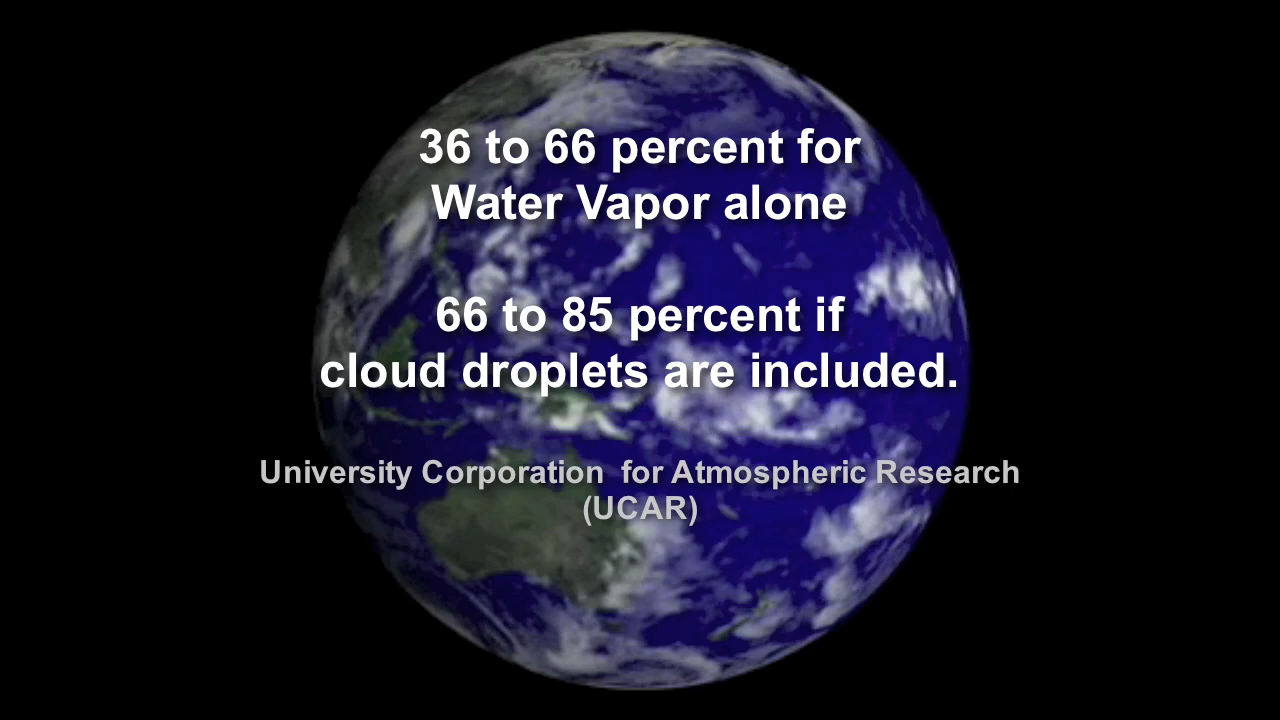 36 to 66 percent for
Water Vapor alone
66 to 85 percent if
cloud droplets are included.
University Corporation  for Atmospheric Research
(UCAR)